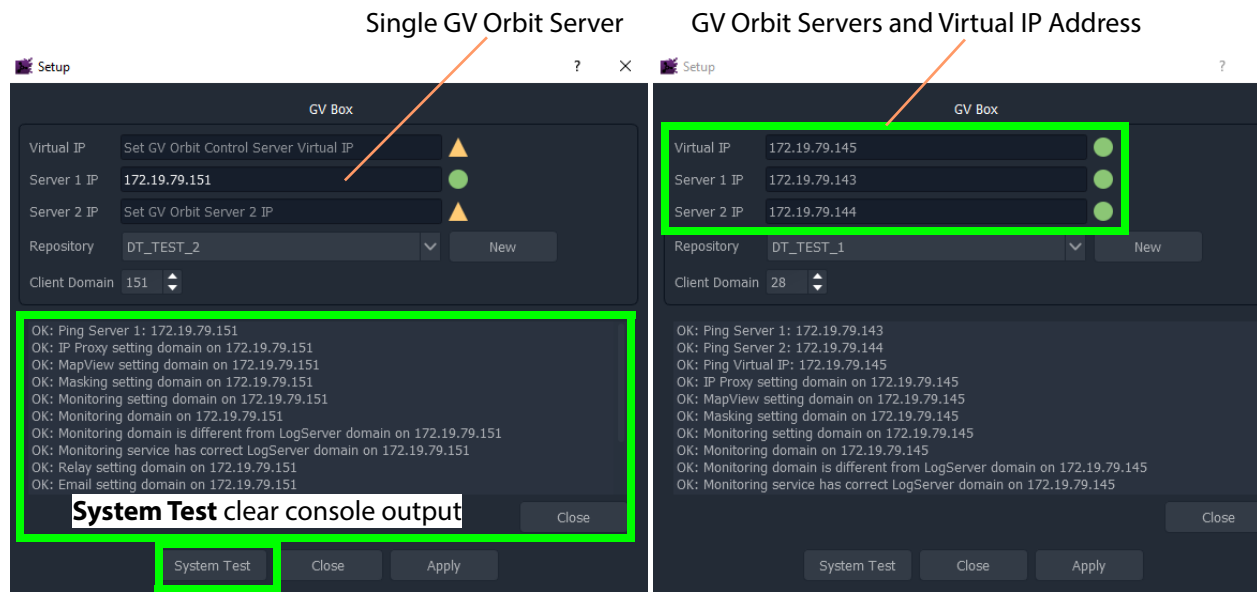 Single GV Orbit Server
GV Orbit Servers and Virtual IP Address
Setup
?
×
GV Box
Virtual IP
Set GV Orbit Control Server Virtual IP
Server 1 IP
172.19.79.151
Server 2 IP
Set GV Orbit Server 2 IP
Repository
DT_TEST_2
New
Client Domain
151
OK: Ping Server 1: 172.19.79.151
OK: IP Proxy setting domain on 172.19.79.151
OK: MapView setting domain on 172.19.79.151
OK: Masking setting domain on 172.19.79.151
OK: Monitoring setting domain on 172.19.79.151
OK: Monitoring domain on 172.19.79.151
OK: Monitoring domain is different from LogServer domain on 172.19.79.151
OK: Monitoring service has correct LogServer domain on 172.19.79.151
OK: Relay setting domain on 172.19.79.151
OK: Email setting domain on 172.19.79.151
System Test clear console output
Close
System Test
Close
Apply
Setup
?
GV Box
Virtual IP
172.19.79.145
Server 1 IP
172.19.79.143
Server 2 IP
172.19.79.144
Repository
DT_TEST_1
New
Client Domain
28
OK: Ping Server 1: 172.19.79.143
OK: Ping Server 2: 172.19.79.144
OK: Ping Virtual IP: 172.19.79.145
OK: IP Proxy setting domain on 172.19.79.145
OK: MapView setting domain on 172.19.79.145
OK: Masking setting domain on 172.19.79.145
OK: Monitoring setting domain on 172.19.79.145
OK: Monitoring domain on 172.19.79.145
OK: Monitoring domain is different from LogServer domain on 172.19.79.145
OK: Monitoring service has correct LogServer domain on 172.19.79.145
Close
System Test
Close
Apply